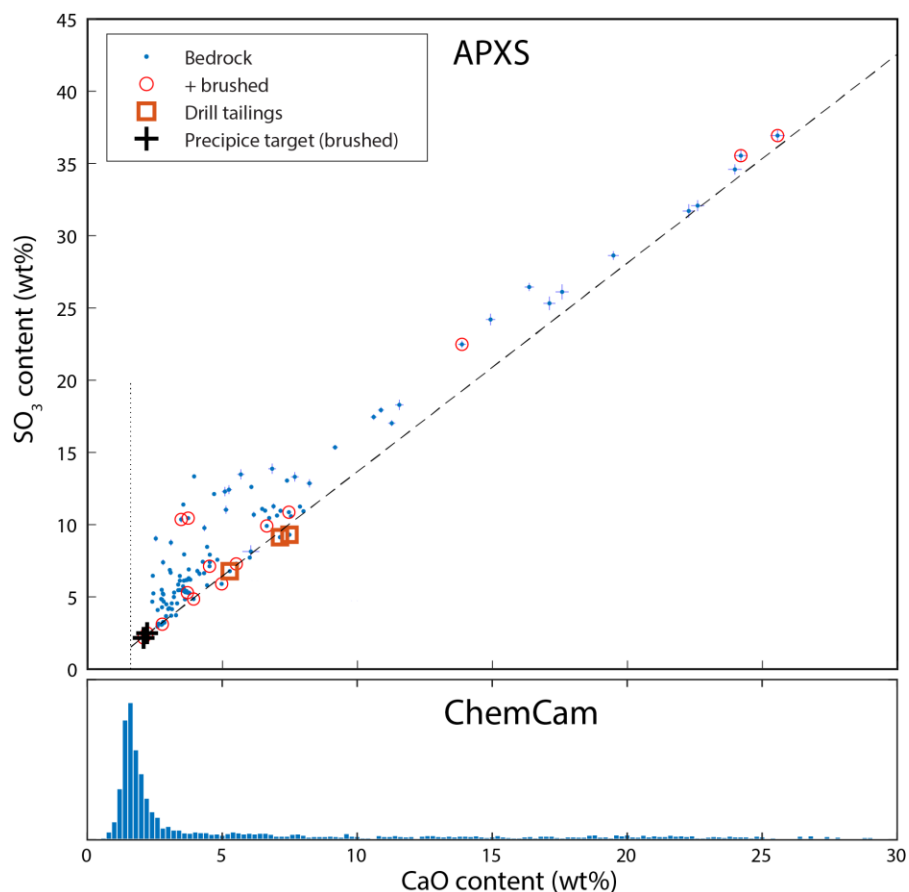 APXS
Bedrock
+ brushed
Drill tailings
Precipice target (brushed)
45
40
35
30
25
20
15
10
5
0
SO3 content (wt%)
ChemCam
0 5 10 15 20 25 30
CaO content (wt%)